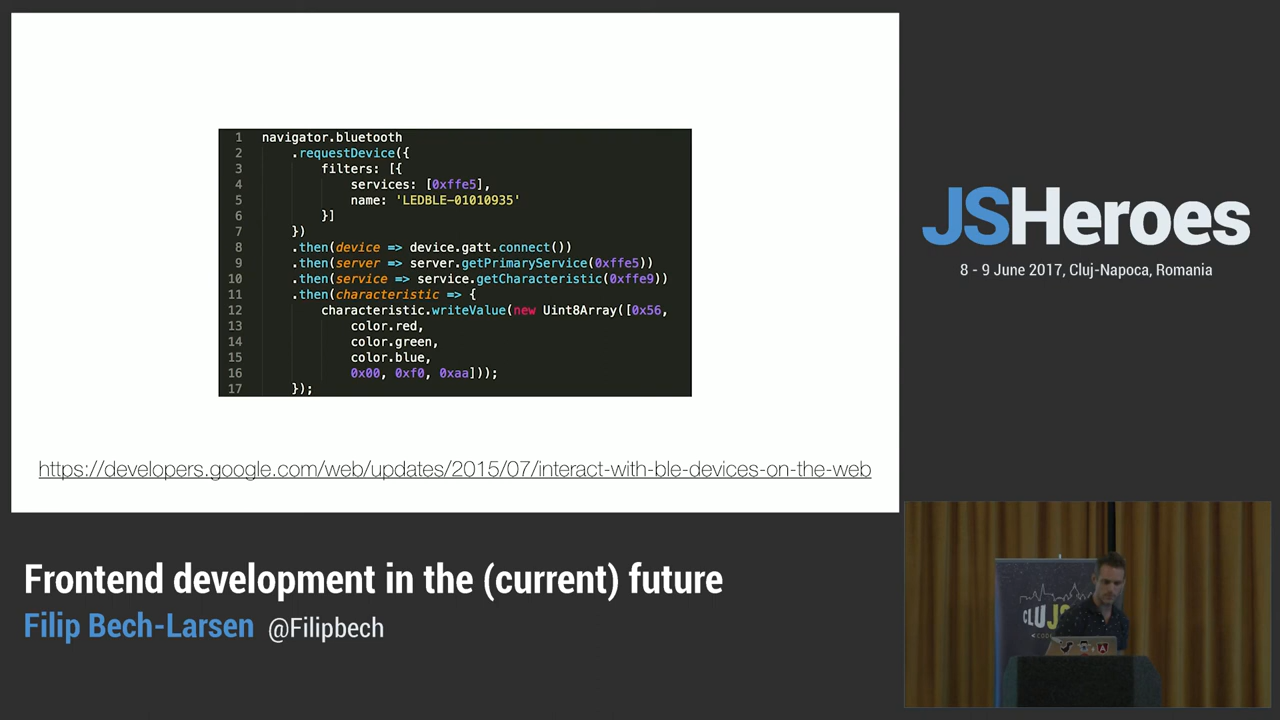 1 navigator.bluetooth
2 .requestDevice({
3 filters: [{
4 services: [0xffe5],
5 name: 'LEDBLE-01010935'
6 }]
7 })
8 .then(device => device.gatt.connect())
9 .then(server => server.getPrimaryService(0xffe5))
10 .then(service => service.getCharacteristic(0xffe9))
11 .then(characteristic => {
12 characteristic.writeValue(new Uint8Array([0x56,
13 color.red,
14 color.green,
15 color.blue,
16 0x00, 0xf0, 0xaa]));
17 });
https://developers.google.com/web/updates/2015/07/interact-with-ble-devices-on-the-web
JSHeroes
8 - 9 June 2017, Cluj-Napoca, Romania
Frontend development in the (current) future
Filip Bech-Larsen @Filipbech
CLUJS